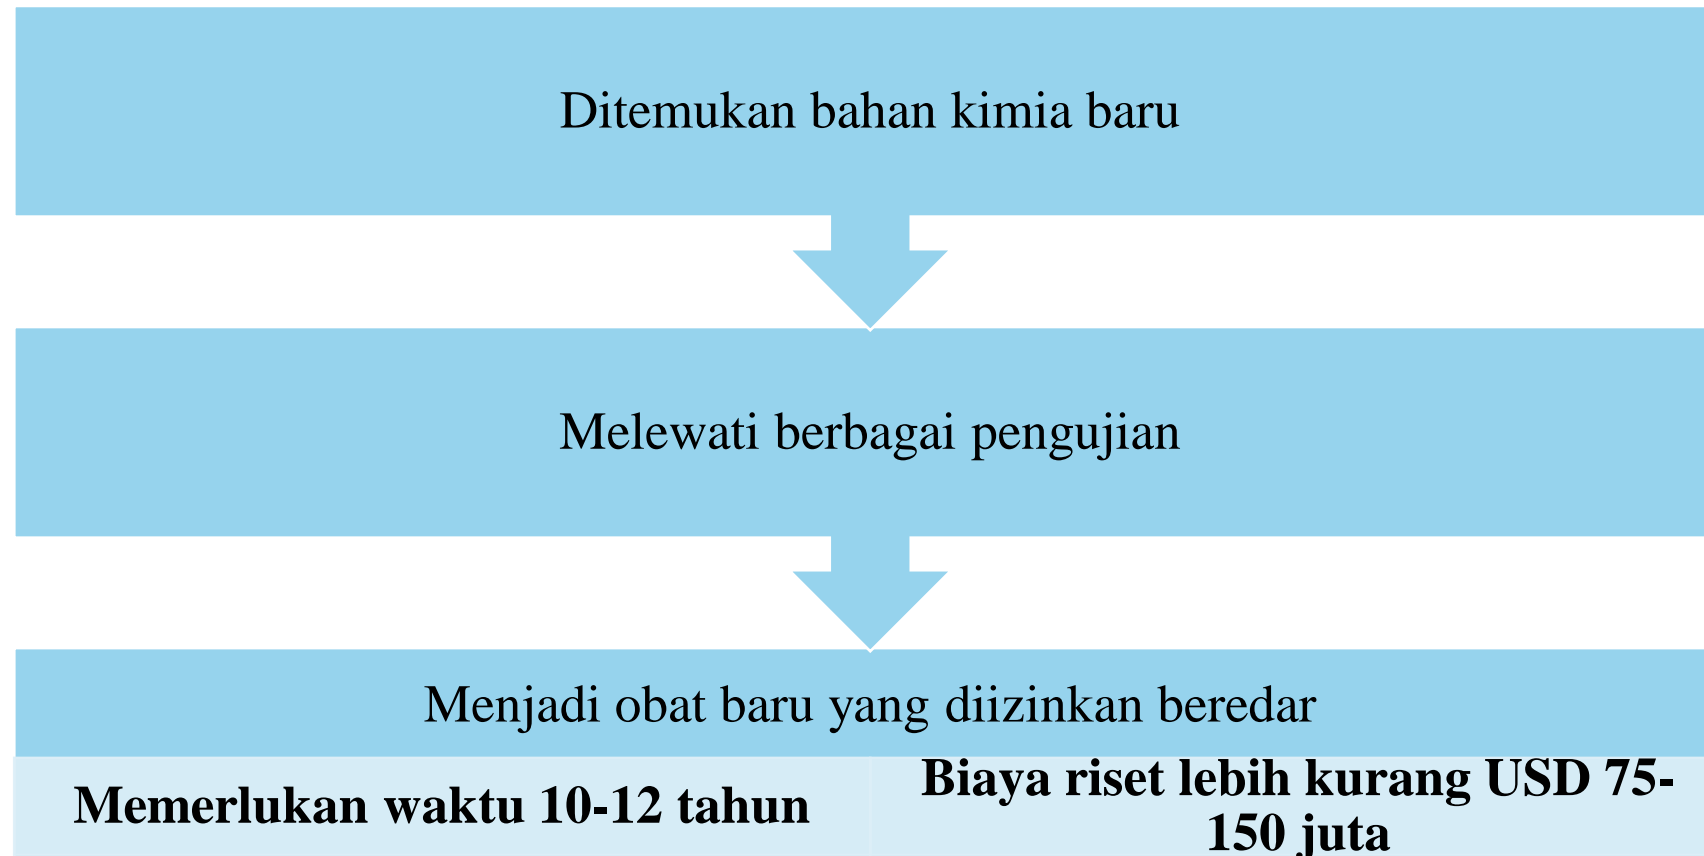 Ditemukan bahan kimia baru
Melewati berbagai pengujian
Menjadi obat baru yang diizinkan beredar
Memerlukan waktu 10-12 tahun
Biaya riset lebih kurang USD 75-
150 juta